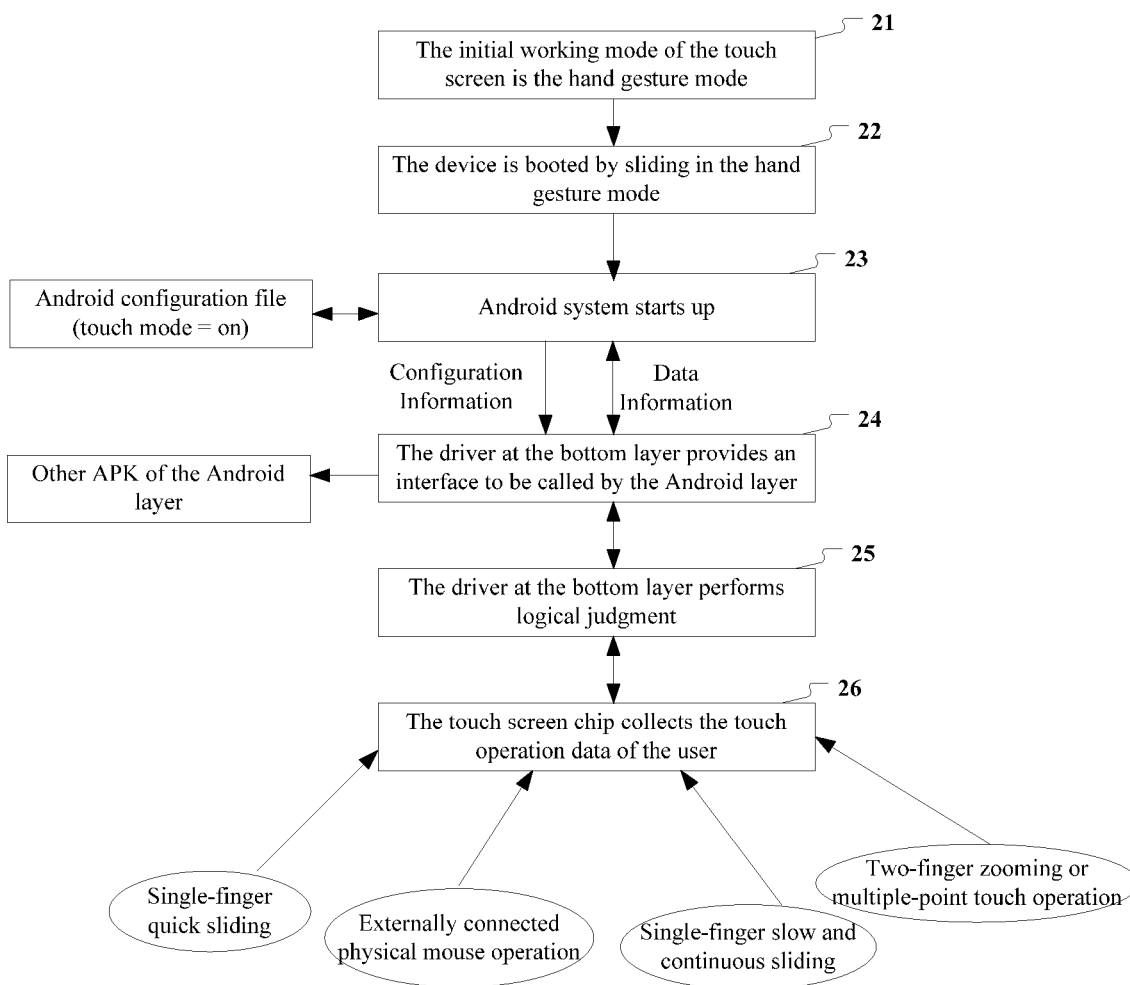 21
The initial working mode of the touch
screen is the hand gesture mode
22
The device is booted by sliding in the hand
gesture mode
23
Android configuration file
(touch mode = on)
Android system starts up
Configuration
Information
Data
Information
24
The driver at the bottom layer provides an
interface to be called by the Android layer
Other APK of the Android
layer
25
The driver at the bottom layer performs
logical judgment
26
The touch screen chip collects the touch
operation data of the user
Single-finger
quick sliding
Externally connected
physical mouse operation
Single-finger slow and
continuous sliding
Two-finger zooming or
multiple-point touch operation